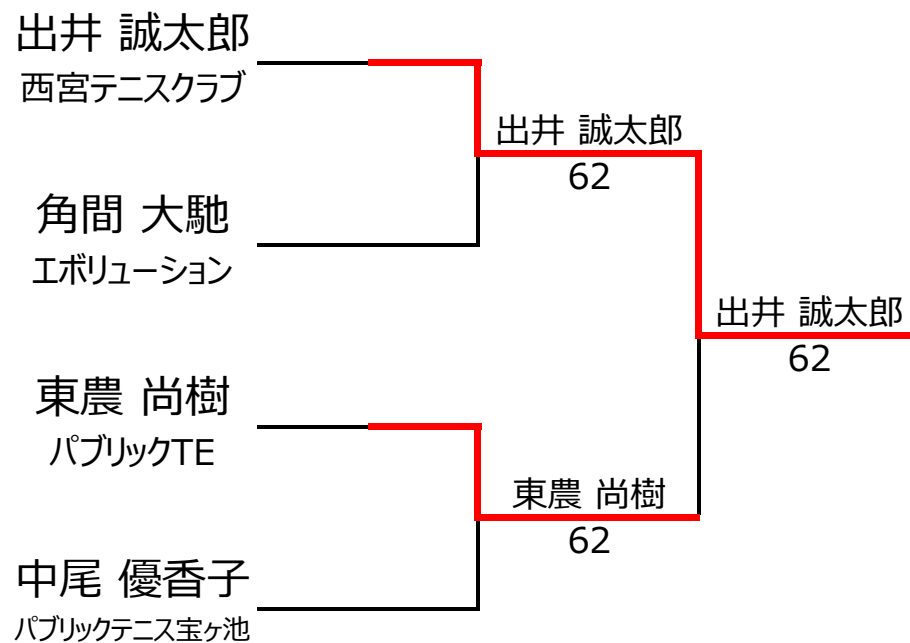 出井 誠太郎
西宮テニスクラブ
出井 誠太郎
62
角間 大馳
エボリューション
出井 誠太郎
62
東農 尚樹
パブリックTE
東農 尚樹
62
中尾 優香子
パブリックテニス宝ヶ池